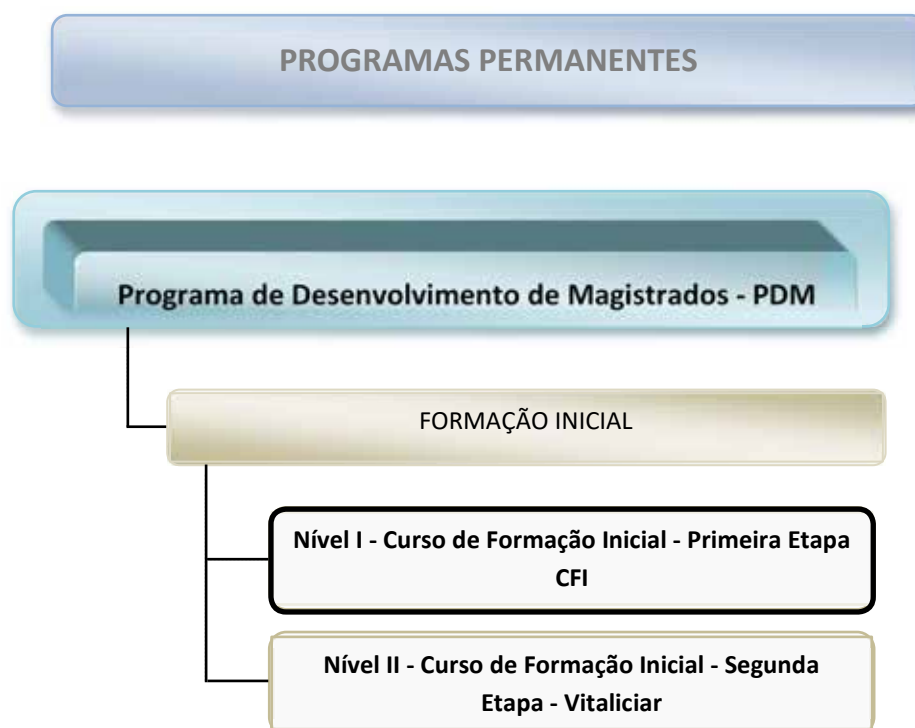 PROGRAMAS PERMANENTES
Programa de Desenvolvimento de Magistrados - PDM
FORMAÇÃO INICIAL
Nível I - Curso de Formação Inicial - Primeira Etapa
CFI
Nível II - Curso de Formação Inicial - Segunda
Etapa - Vitaliciar